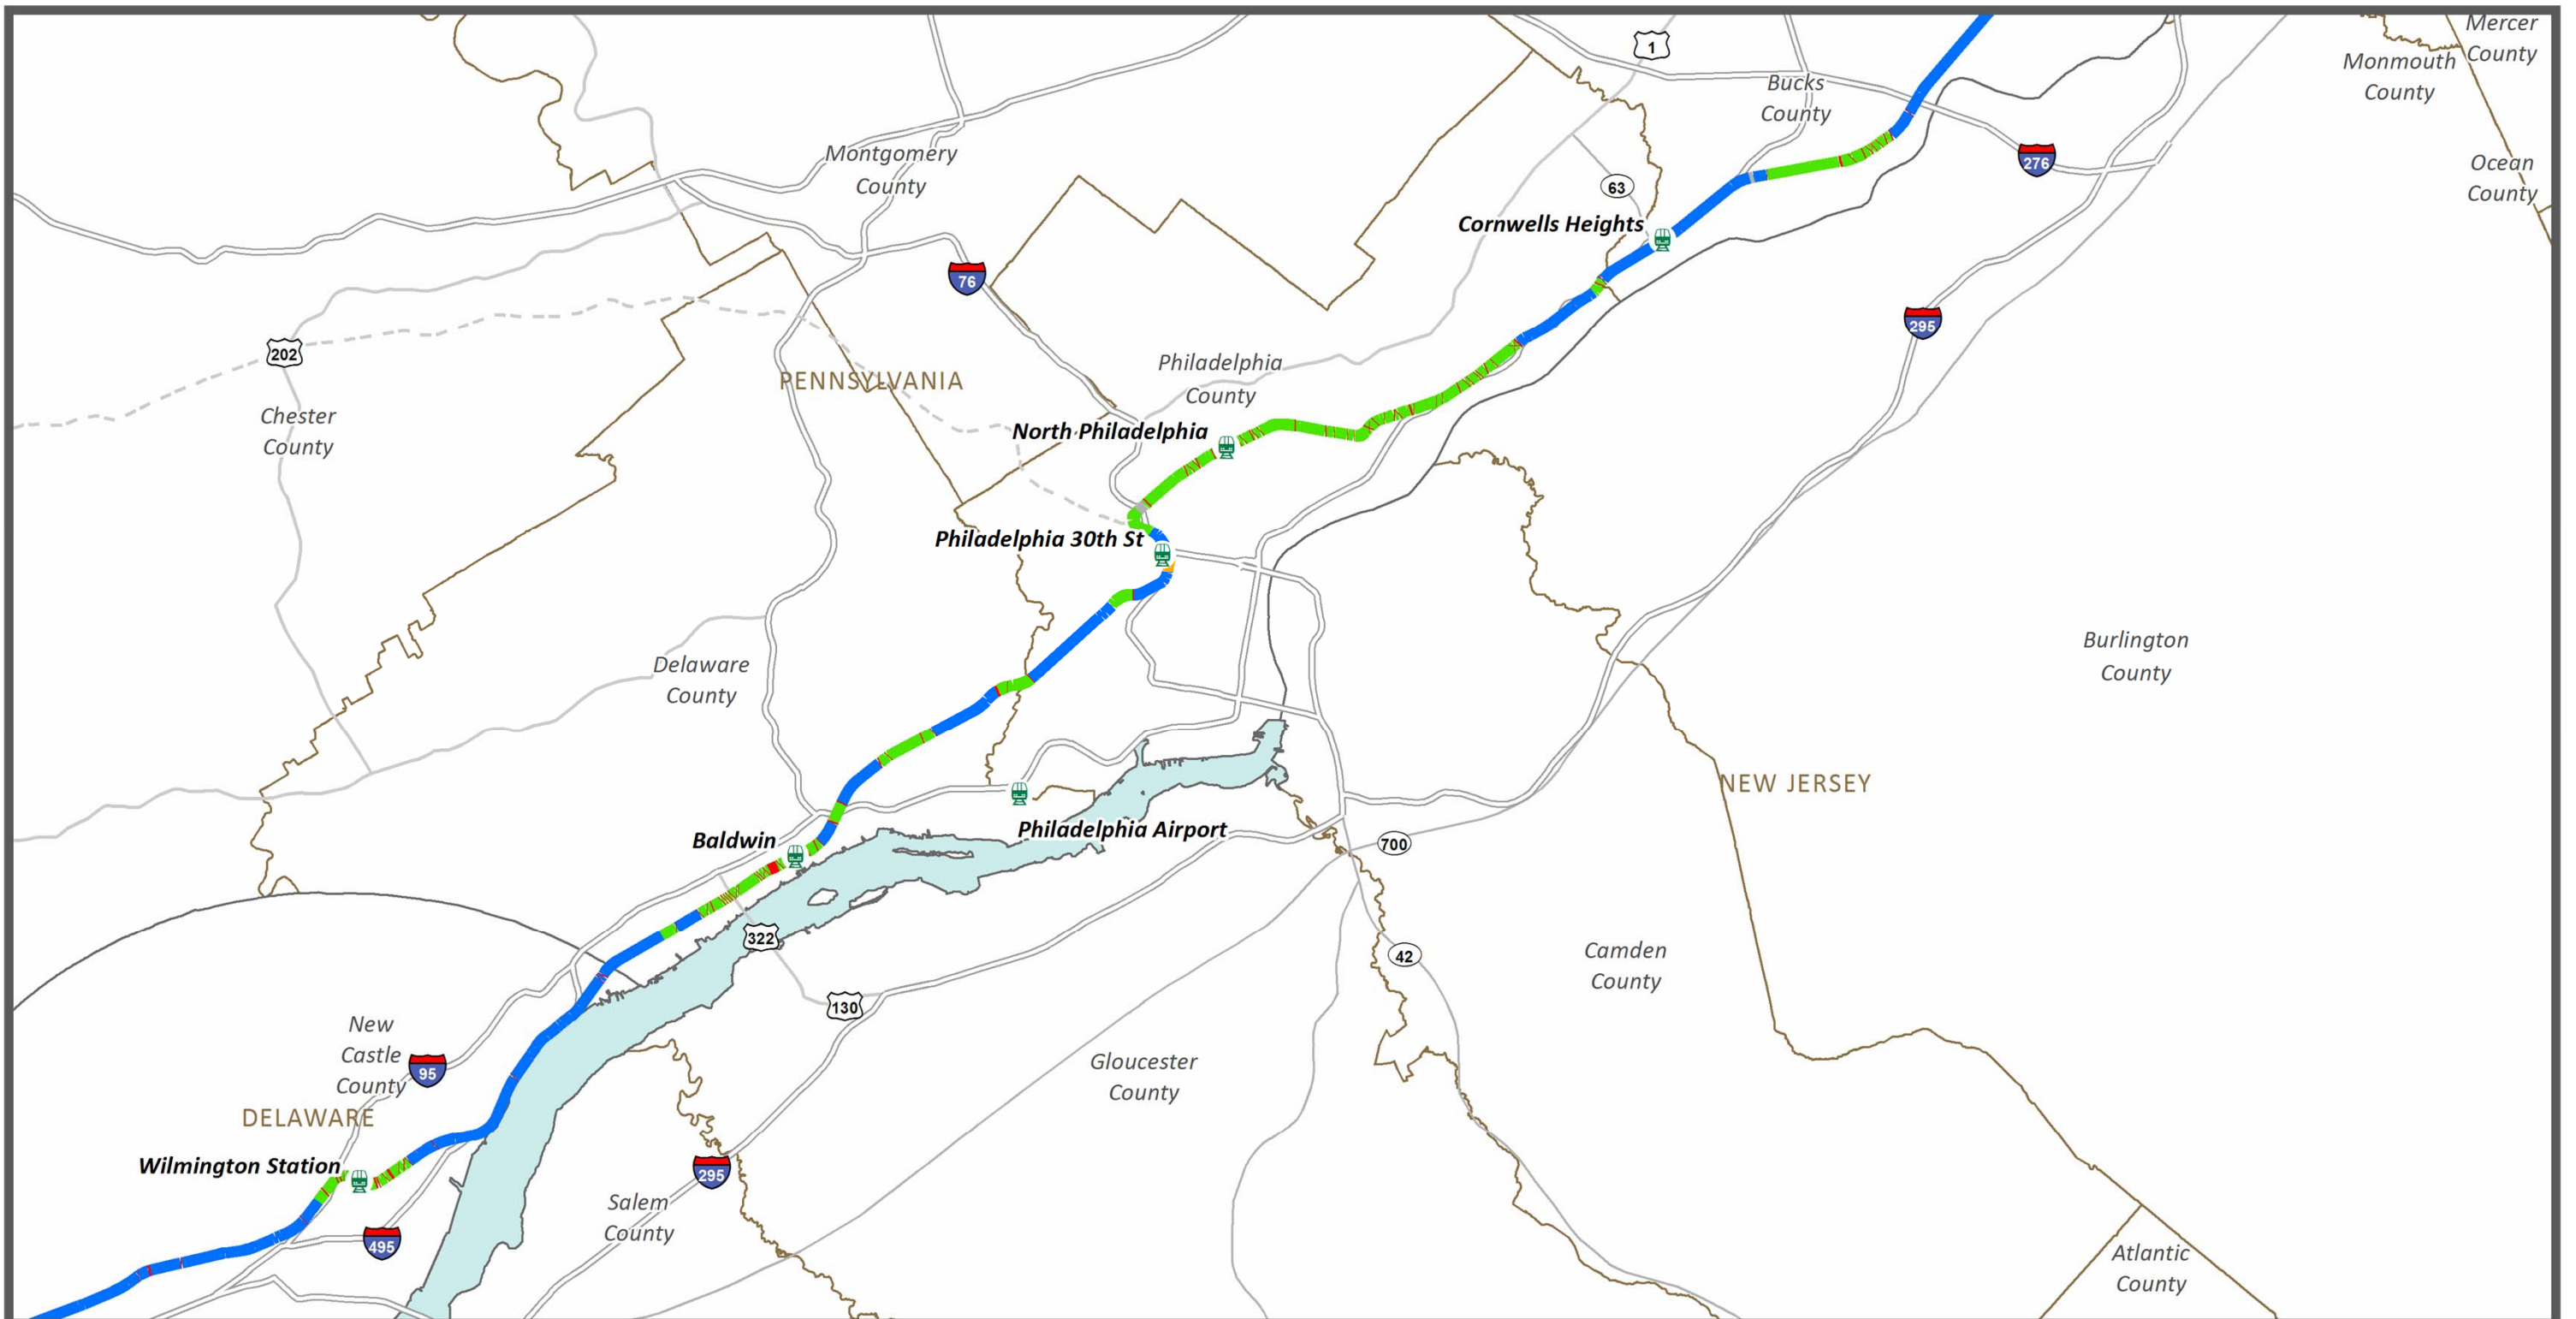 Mercer
County
1
Monmouth
County
Bucks
County
Montgomery
County
276
Ocean
County
63
Cornwells Heights
76
295
202
PENNSYLVANIA
Philadelphia
County
Chester
County
North Philadelphia
Philadelphia 30th St
Burlington
County
Delaware
County
NEW JERSEY
Philadelphia Airport
Baldwin
700
322
42
Camden
County
130
New
Castle
County
95
Gloucester
County
DELAWARE
Wilmington Station
295
Salem
County
495
Atlantic
County